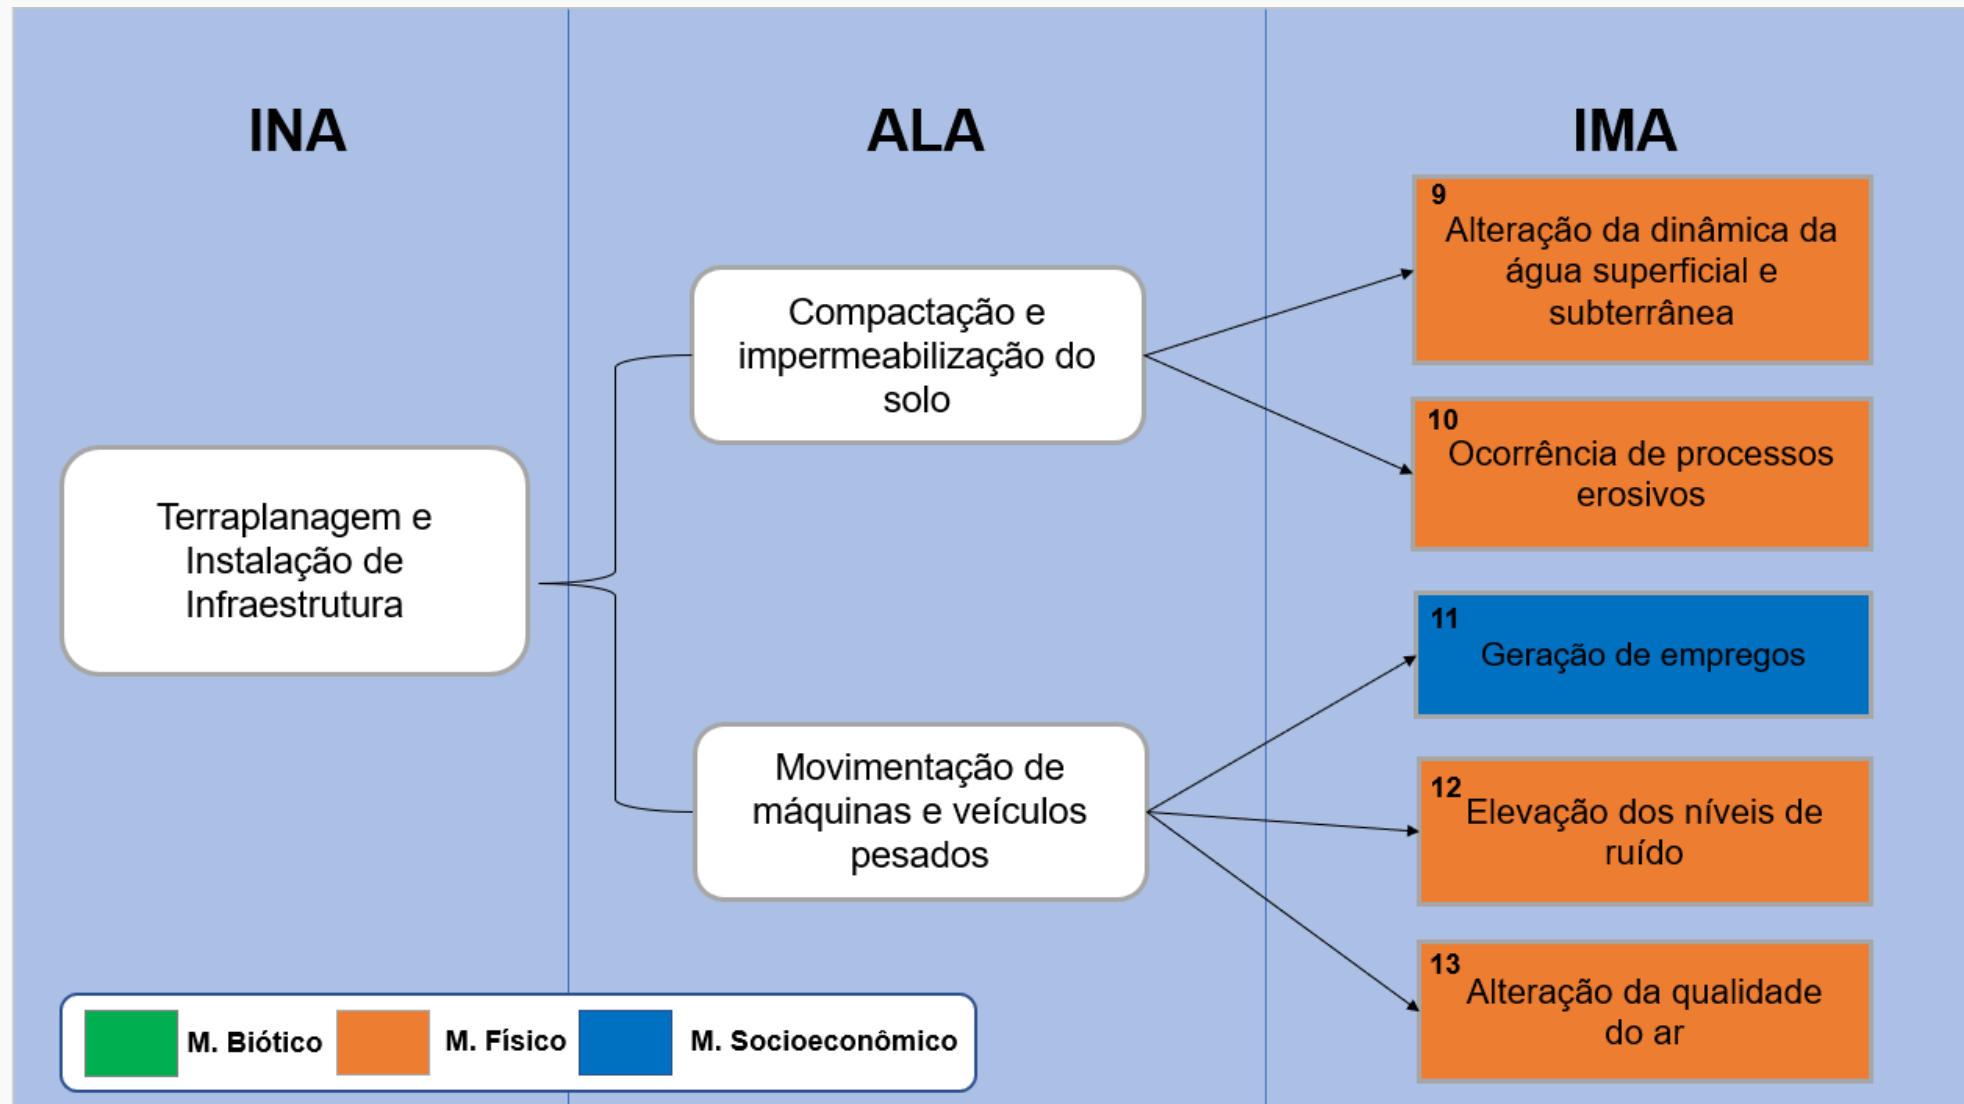 INA
ALA
IMA
Terraplanagem e
Instalação de
Infraestrutura
Compactação e
impermeabilização do
solo
Movimentação de
máquinas e veículos
pesados
9
Alteração da dinâmica da
água superficial e
subterrânea
10
Ocorrência de processos
erosivos
11
Geração de empregos
12
Elevação dos níveis de
ruído
13
Alteração da qualidade
do ar
M. Biótico
M. Físico
M. Socioeconômico